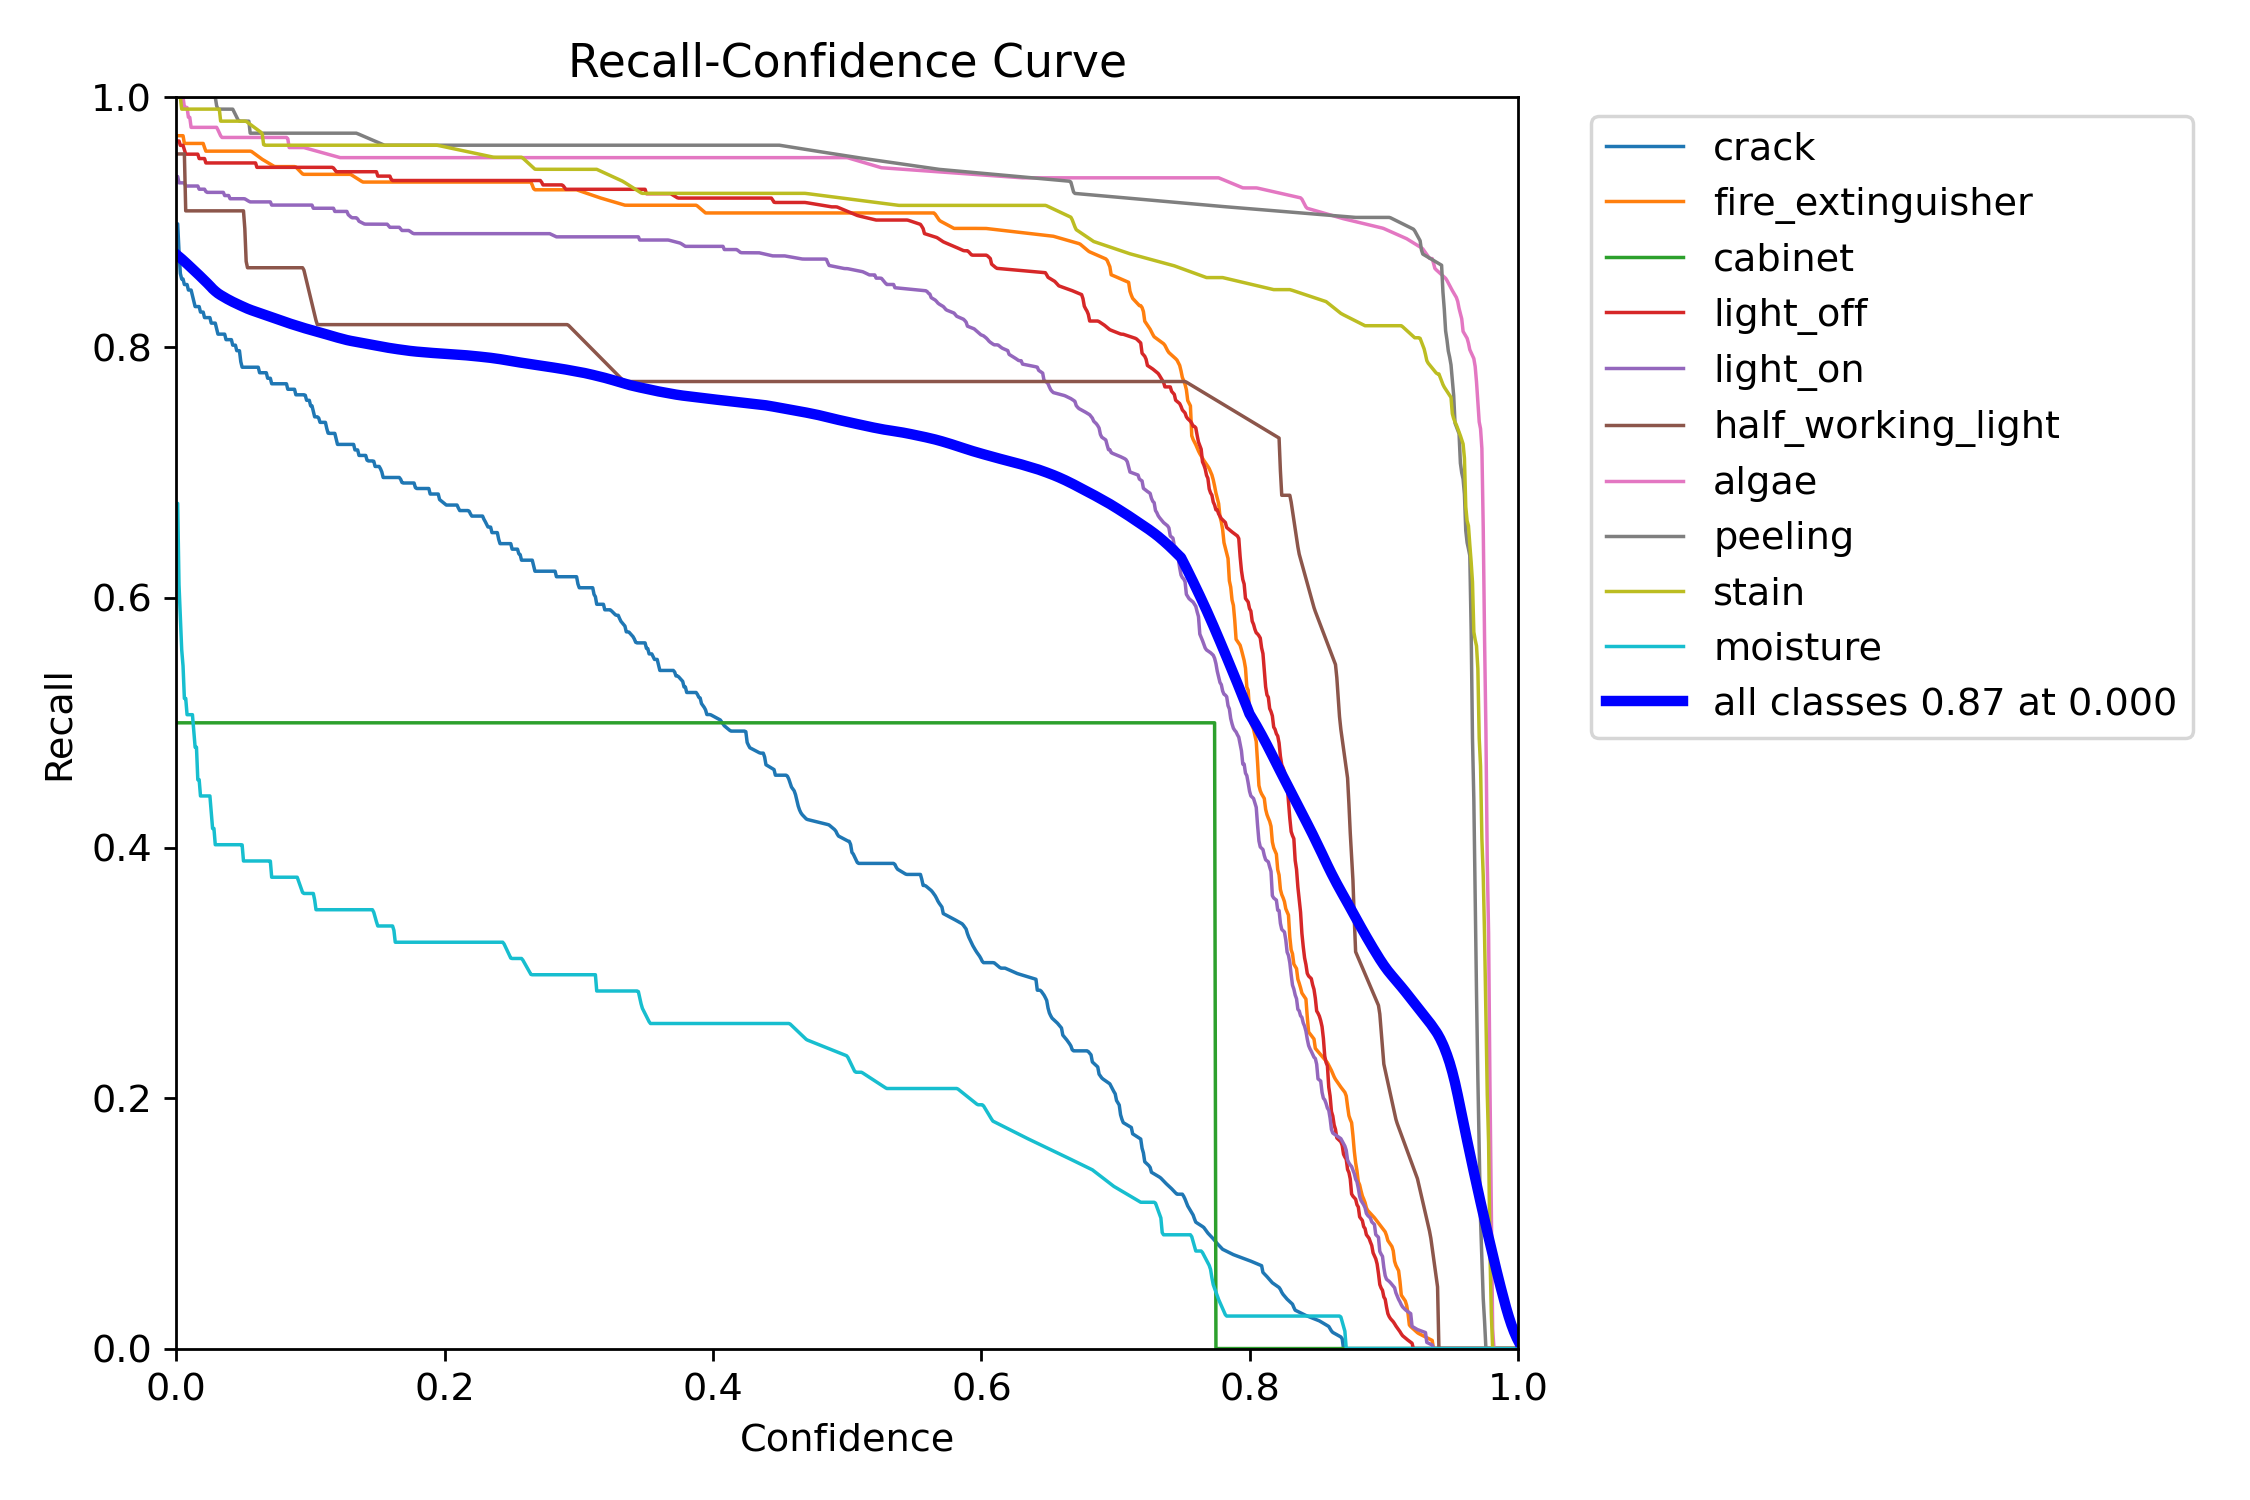 Recall-Confidence Curve
1.0
0.8
0.6
0.4
0.2
0.0
Recall
0.0 0.2 0.4 0.6 0.8 1.0
Confidence
crack
fire_extinguisher
cabinet
light_off
light_on
half_working_light
algae
peeling
stain
moisture
all classes 0.87 at 0.000